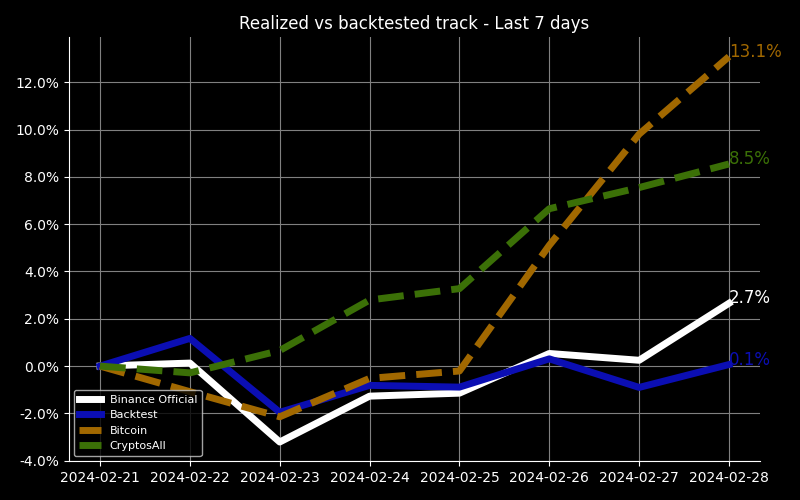 Realized vs backtested track - Last 7 days
13.1%
12.0%
10.0%
8.5%
8.0%
6.0%
4.0%
2.7%
2.0%
0.1%
0.0%
-2.0%
-4.0%
Binance Official
Backtest
Bitcoin
CryptosAll
2024-02-21 2024-02-22 2024-02-23 2024-02-24 2024-02-25 2024-02-26 2024-02-27 2024-02-28